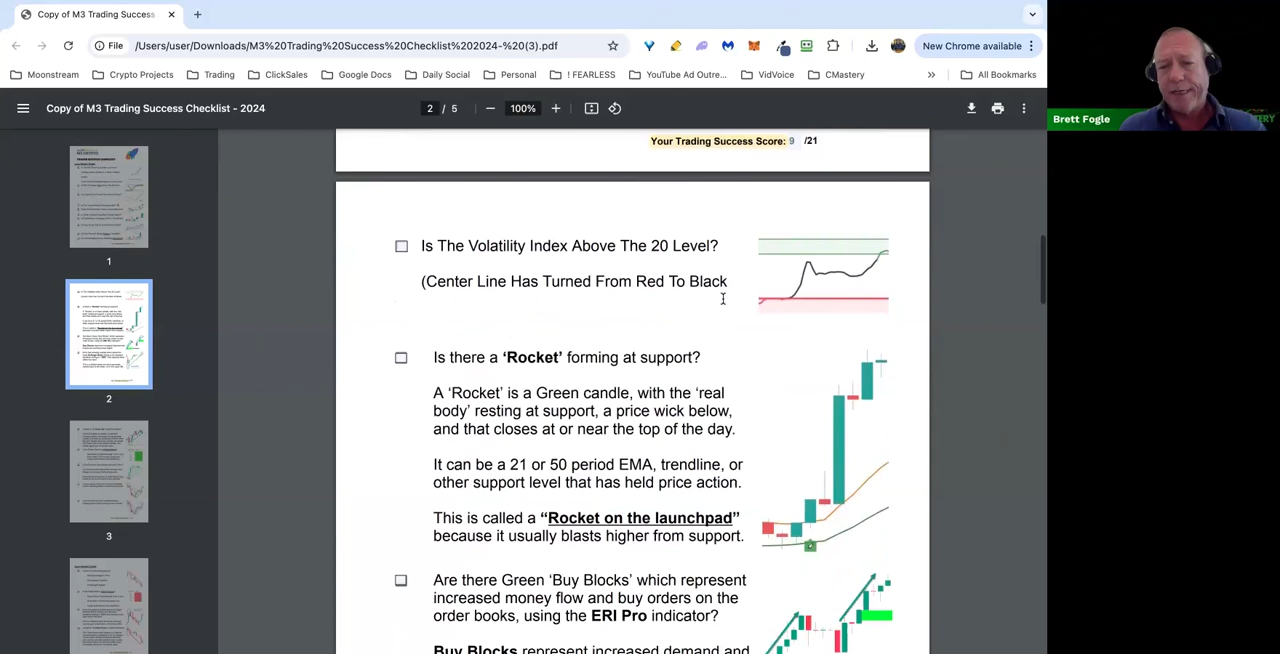 Copy of M3 Trading Success
File
/Users/user/Downloads/M3%20Trading%20Success%20Checklist%202024-%20(3).pdf
New Chrome available
Moonstream
Crypto Projects
Trading
ClickSales
Google Docs
Daily Social
Personal
! FEARLESS
YouTube Ad Outre...
VidVoice
CMastery
»
All Bookmarks
Copy of M3 Trading Success Checklist - 2024
2 / 5
100%
Brett Fogle
Your Trading Success Score: 9 /21
Is The Volatility Index Above The 20 Level?
(Center Line Has Turned From Red To Black
Is there a ‘Rocket’ forming at support?
A ‘Rocket’ is a Green candle, with the ‘real
body’ resting at support, a price wick below,
and that closes at or near the top of the day.
It can be a 21 or 50 period EMA, trendline, or
other support level that has held price action.
This is called a “Rocket on the launchpad”
because it usually blasts higher from support.
Are there Green ‘Buy Blocks’ which represent
increased money flow and buy orders on the
books, using the ERI Pro indicator?
Buy Blocks represent increased demand and
1
2
3